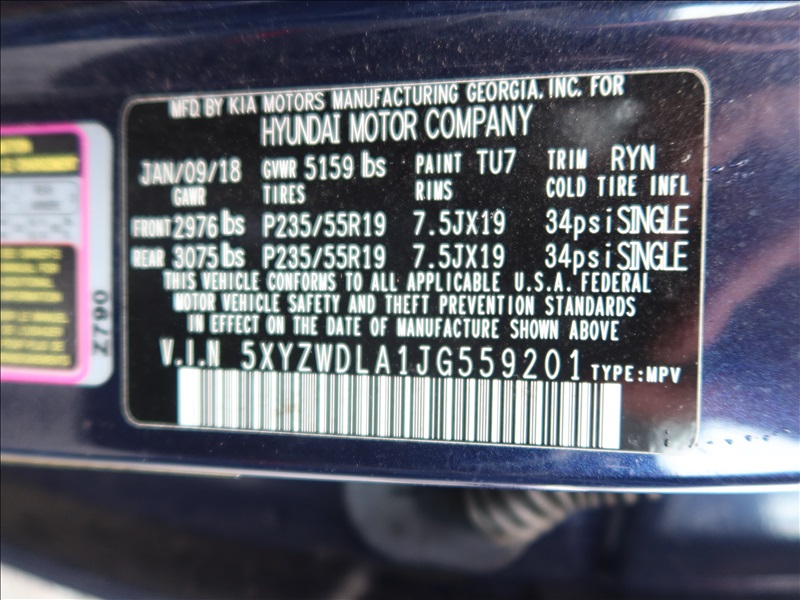 MFD. BY KIA MOTORS MANUFACTURING GEORGIA, INC. FOR
HYUNDAI MOTOR COMPANY
JAN/09/18 GVWR 5159 lbs PAINT TU7 TRIM RYN
GAWR TIRES RIMS COLD TIRE INFL
FRONT 2976 lbs P235/55R19 7.5JX19 34psi SINGLE
REAR 3075 lbs P235/55R19 7.5JX19 34psi SINGLE
THIS VEHICLE CONFORMS TO ALL APPLICABLE U.S.A. FEDERAL
MOTOR VEHICLE SAFETY AND THEFT PREVENTION STANDARDS
IN EFFECT ON THE DATE OF MANUFACTURE SHOWN ABOVE
V.I.N 5XYZWDLA1JG559201 TYPE:MPV
Z790